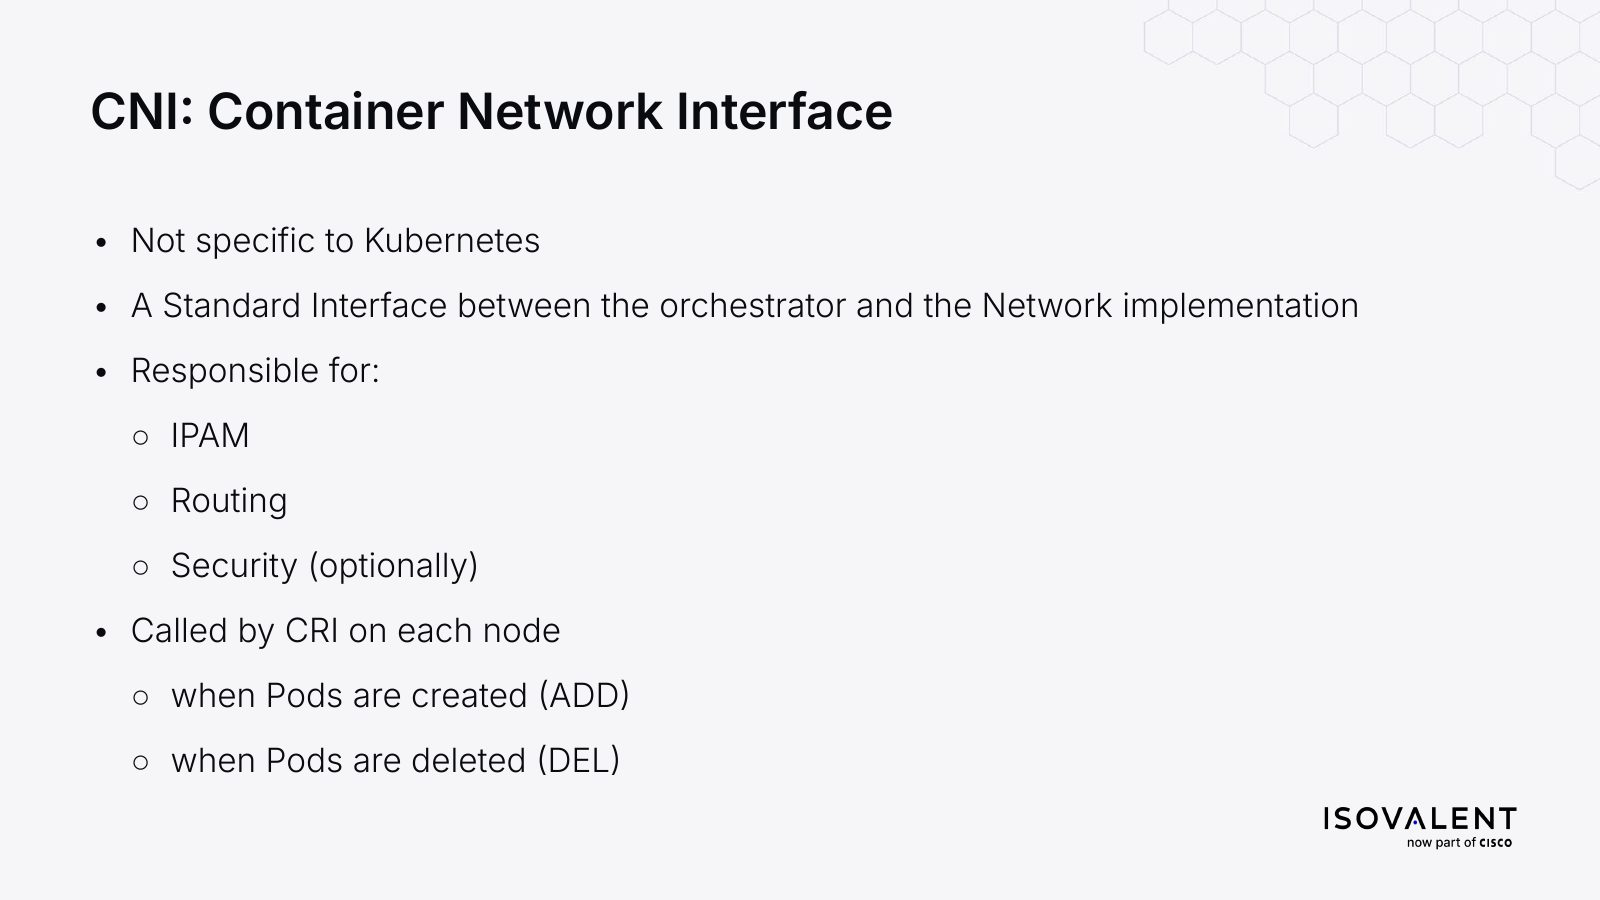 CNI: Container Network Interface
• Not specific to Kubernetes
• A Standard Interface between the orchestrator and the Network implementation
• Responsible for:
○ IPAM
○ Routing
○ Security (optionally)
• Called by CRI on each node
○ when Pods are created (ADD)
○ when Pods are deleted (DEL)
ISOVALENT
now part of CISCO